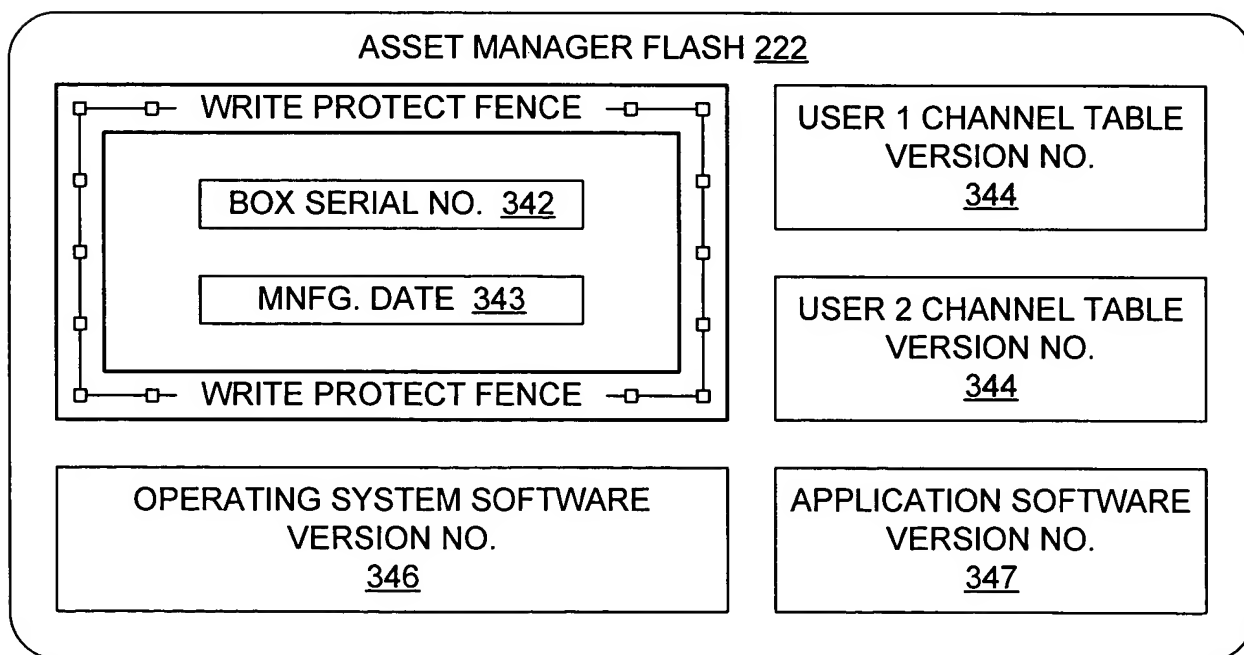 ASSET MANAGER FLASH 222
WRITE PROTECT FENCE
BOX SERIAL NO. 342
MNFG. DATE 343
WRITE PROTECT FENCE
USER 1 CHANNEL TABLE
VERSION NO.
344
USER 2 CHANNEL TABLE
VERSION NO.
344
OPERATING SYSTEM SOFTWARE
VERSION NO.
346
APPLICATION SOFTWARE
VERSION NO.
347